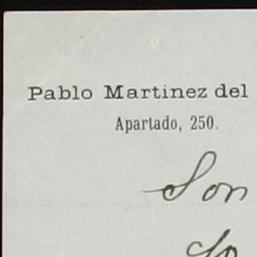 Pablo Martinez del
Apartado, 250.
Son